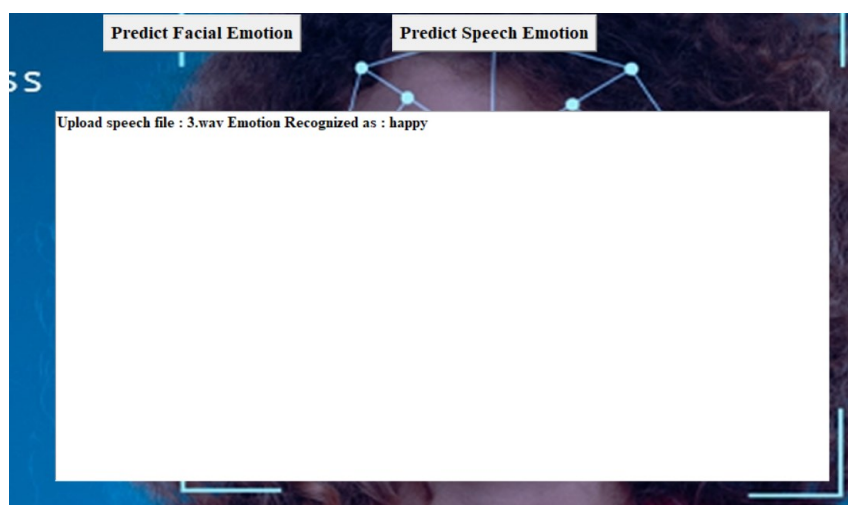 Predict Facial Emotion
Predict Speech Emotion
ss
Upload speech file : 3.wav Emotion Recognized as : happy